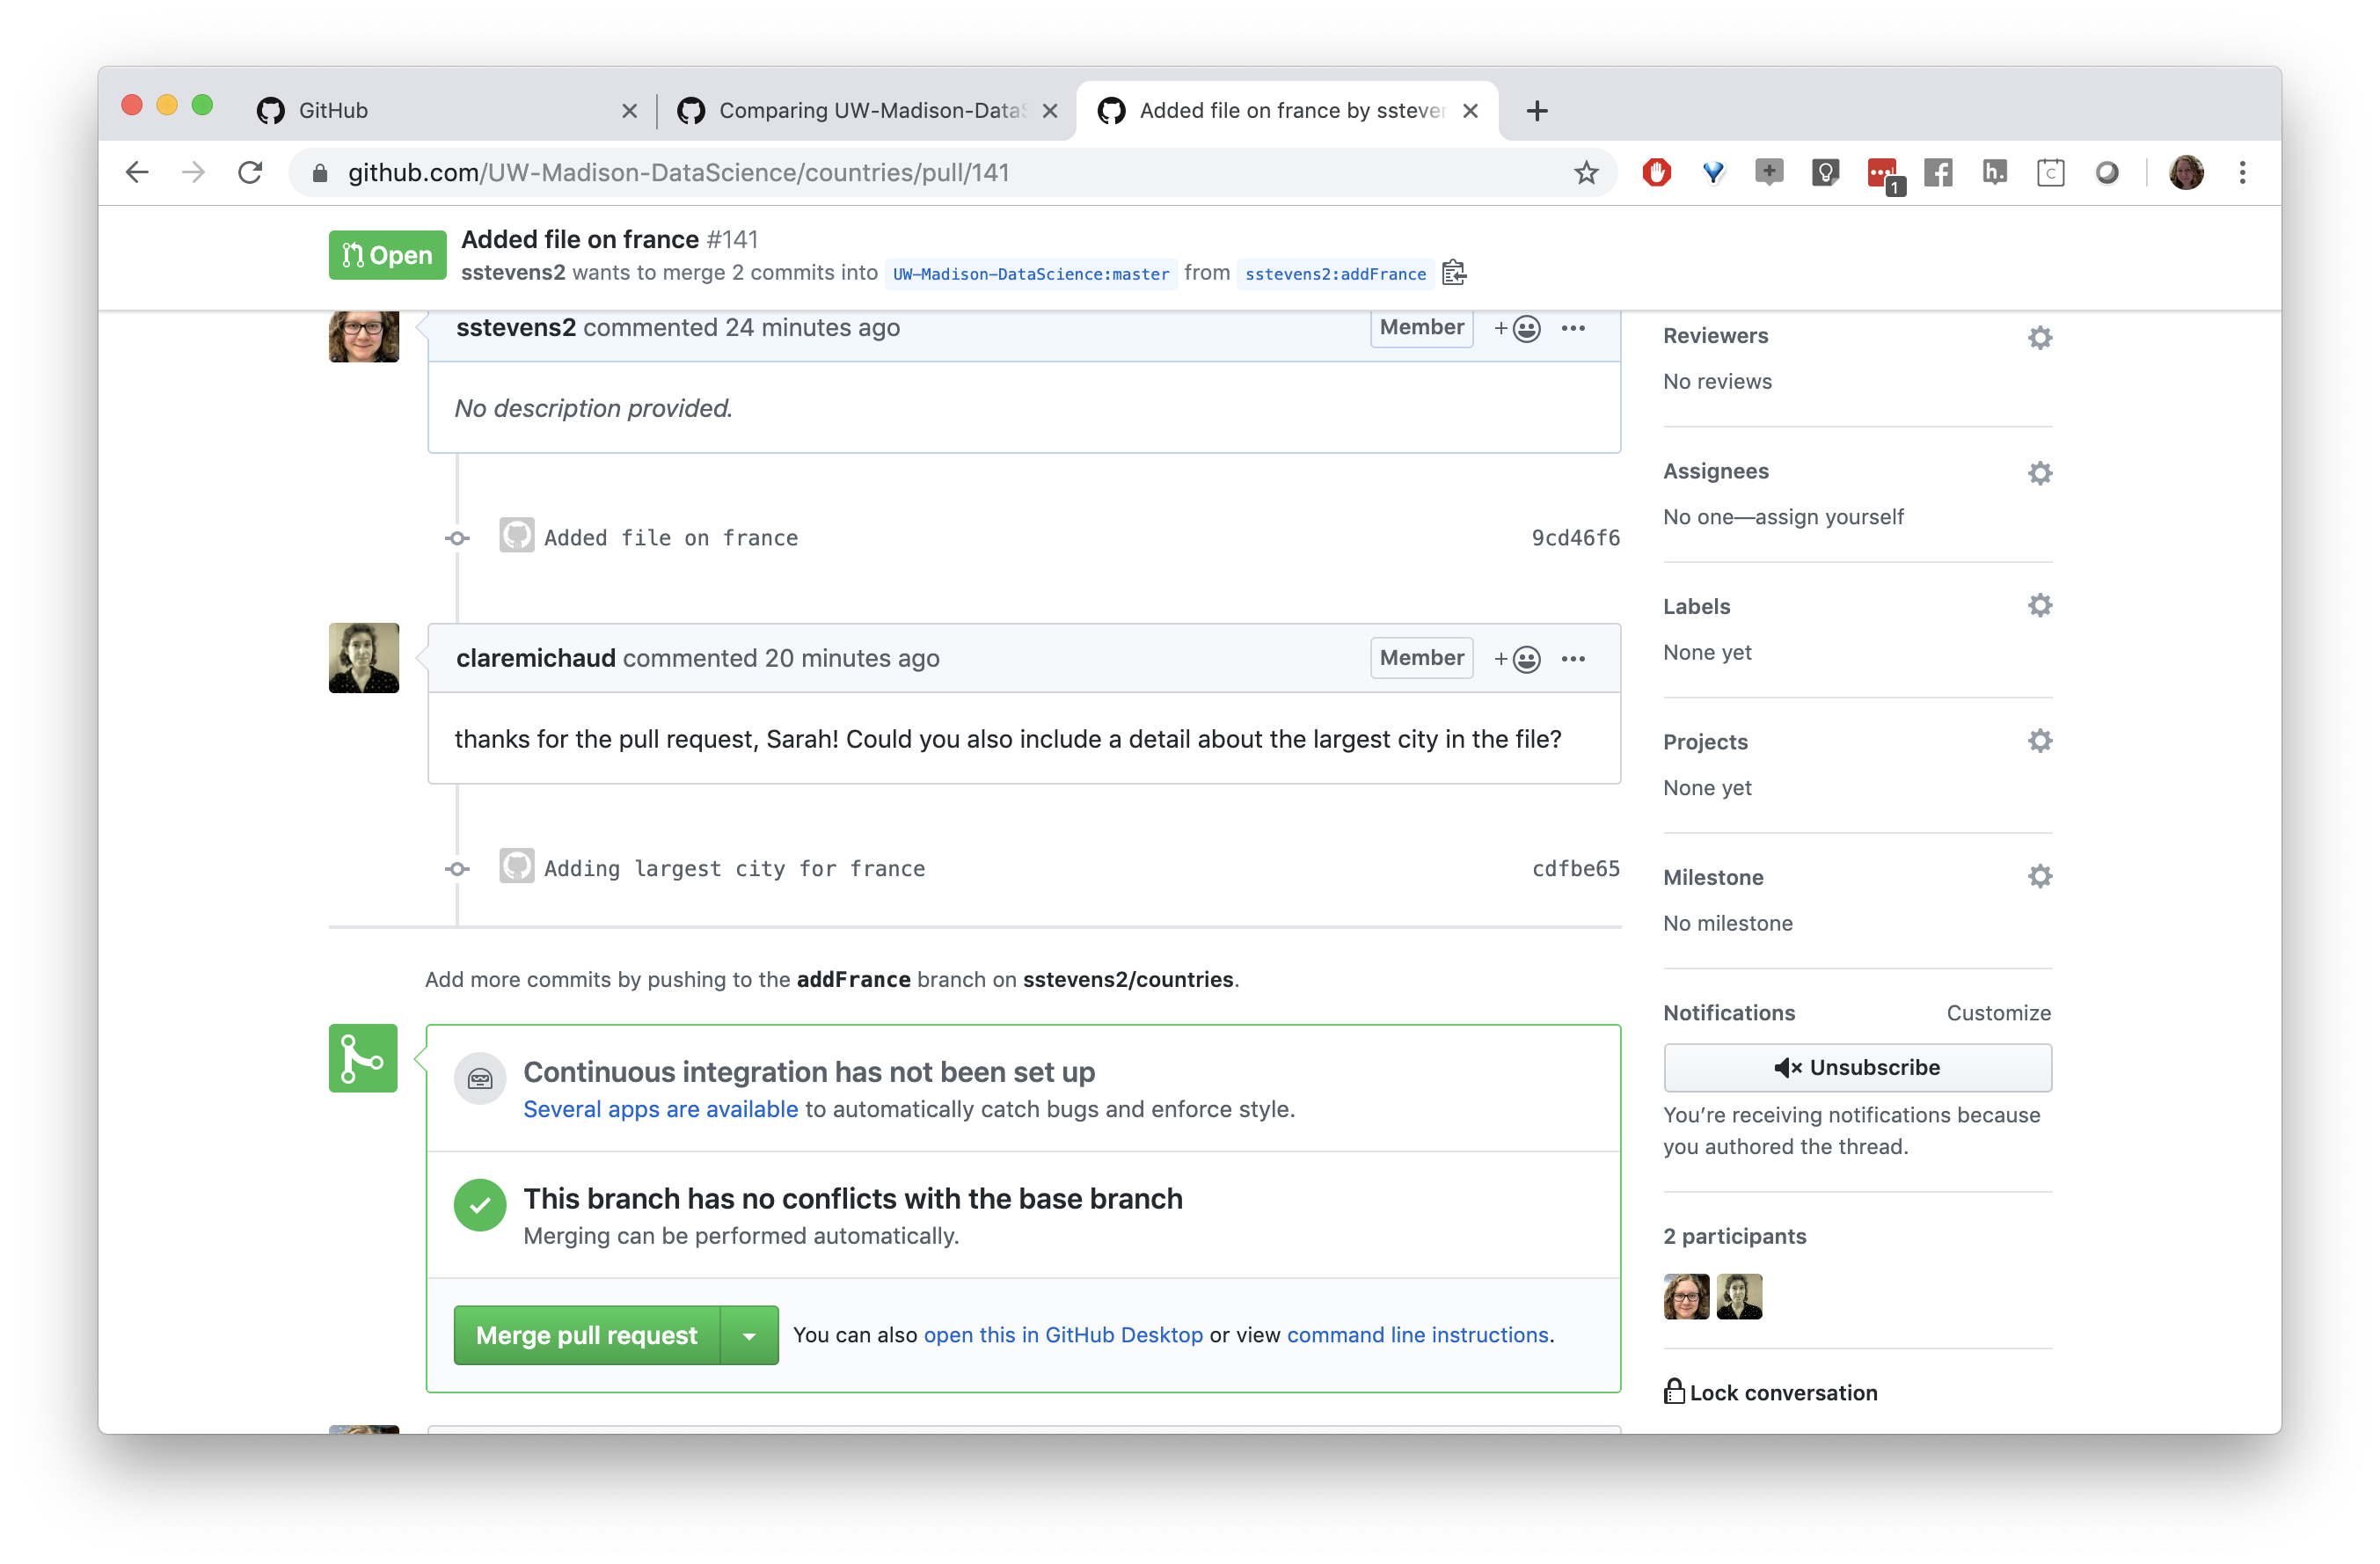 GitHub
Comparing UW-Madison-DataS
Added file on france by sstever
github.com/UW-Madison-DataScience/countries/pull/141
1
h.
C
Open
Added file on france #141
sstevens2 wants to merge 2 commits into UW-Madison-DataScience:master from sstevens2:addFrance
sstevens2 commented 24 minutes ago
Member
No description provided.
Added file on france
9cd46f6
claremichaud commented 20 minutes ago
Member
thanks for the pull request, Sarah! Could you also include a detail about the largest city in the file?
Adding largest city for france
cdfbe65
Add more commits by pushing to the addFrance branch on sstevens2/countries.
Continuous integration has not been set up
Several apps are available to automatically catch bugs and enforce style.
This branch has no conflicts with the base branch
Merging can be performed automatically.
Merge pull request
You can also open this in GitHub Desktop or view command line instructions.
Reviewers
No reviews
Assignees
No one—assign yourself
Labels
None yet
Projects
None yet
Milestone
No milestone
Notifications
Customize
Unsubscribe
You’re receiving notifications because
you authored the thread.
2 participants
Lock conversation